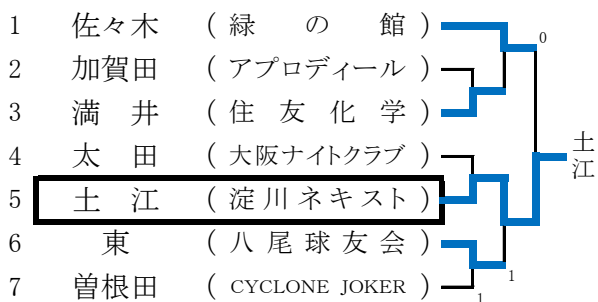 1 佐々木 ( 緑の館 )
0
2 加賀田 ( アプロディール )
3 満井 ( 住友化学 )
4 太田 ( 大阪ナイトクラブ )
土江
5 土江 ( 淀川ネキスト )
6 東 ( 八尾球友会 )
1
7 曽根田 ( CYCLONE JOKER )
1